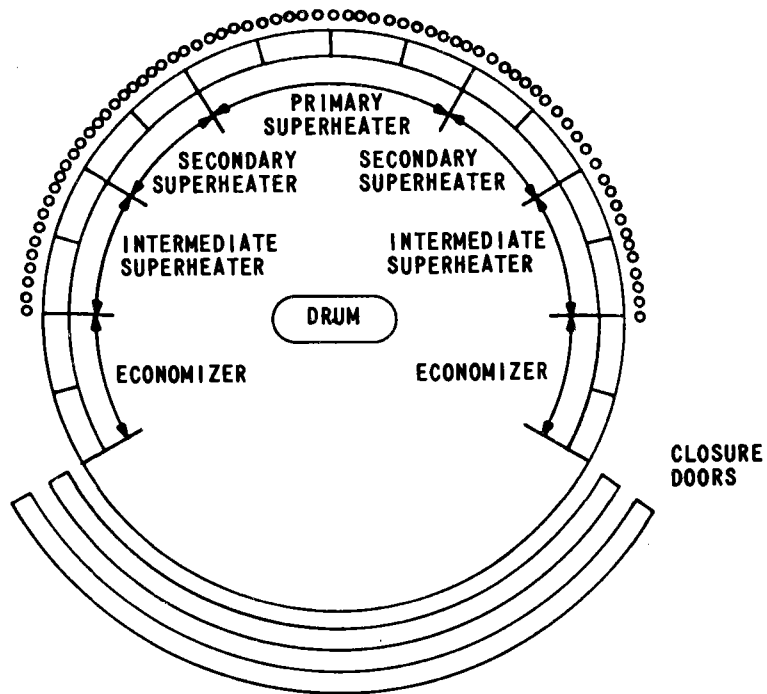 PRIMARY
SUPERHEATER
SECONDARY
SUPERHEATER
SECONDARY
SUPERHEATER
INTERMEDIATE
SUPERHEATER
INTERMEDIATE
SUPERHEATER
DRUM
ECONOMIZER
ECONOMIZER
CLOSURE
DOORS